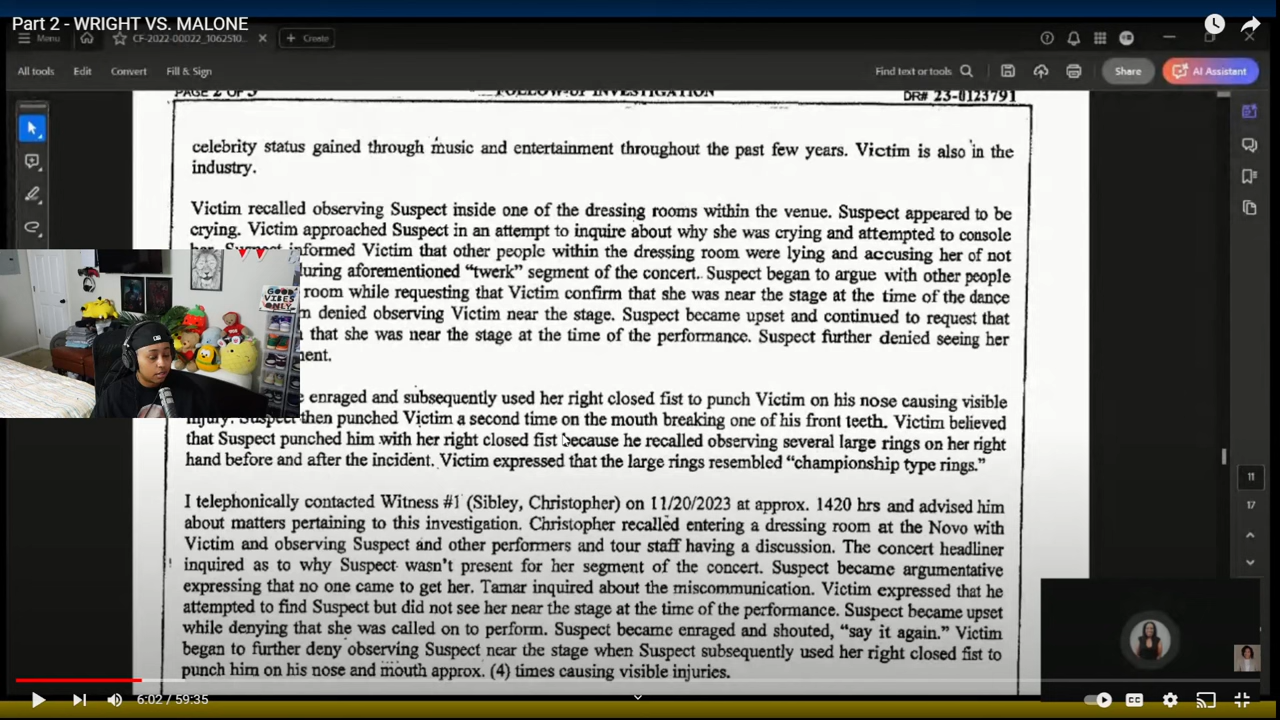 Part 2 - WRIGHT VS. MALONE
Menu
CF-2022-00022_1062510...
+ Create
All tools
Edit
Convert
Fill & Sign
Find text or tools
Share
AI Assistant
PAGE 2 OF 3
FOLLOW-UP INVESTIGATION
DR# 23-0123791
celebrity status gained through music and entertainment throughout the past few years. Victim is also in the
industry.
Victim recalled observing Suspect inside one of the dressing rooms within the venue. Suspect appeared to be
crying. Victim approached Suspect in an attempt to inquire about why she was crying and attempted to console
informed Victim that other people within the dressing room were lying and accusing her of not
during aforementioned "twerk" segment of the concert. Suspect began to argue with other people
room while requesting that Victim confirm that she was near the stage at the time of the dance
denied observing Victim near the stage. Suspect became upset and continued to request that
that she was near the stage at the time of the performance. Suspect further denied seeing her
enraged and subsequently used her right closed fist to punch Victim on his nose causing visible
injury. Suspect then punched Victim a second time on the mouth breaking one of his front teeth. Victim believed
that Suspect punched him with her right closed fist because he recalled observing several large rings on her right
hand before and after the incident. Victim expressed that the large rings resembled "championship type rings."
I telephonically contacted Witness #1 (Sibley, Christopher) on 11/20/2023 at approx. 1420 hrs and advised him
about matters pertaining to this investigation. Christopher recalled entering a dressing room at the Novo with
Victim and observing Suspect and other performers and tour staff having a discussion. The concert headliner
inquired as to why Suspect wasn't present for her segment of the concert. Suspect became argumentative
expressing that no one came to get her. Tamar inquired about the miscommunication. Victim expressed that he
attempted to find Suspect but did not see her near the stage at the time of the performance. Suspect became upset
while denying that she was called on to perform. Suspect became enraged and shouted, "say it again." Victim
began to further deny observing Suspect near the stage when Suspect subsequently used her right closed fist to
punch him on his nose and mouth approx. (4) times causing visible injuries.
GOOD
VIBES
ONLY
11
17
6:02 / 59:35
CC